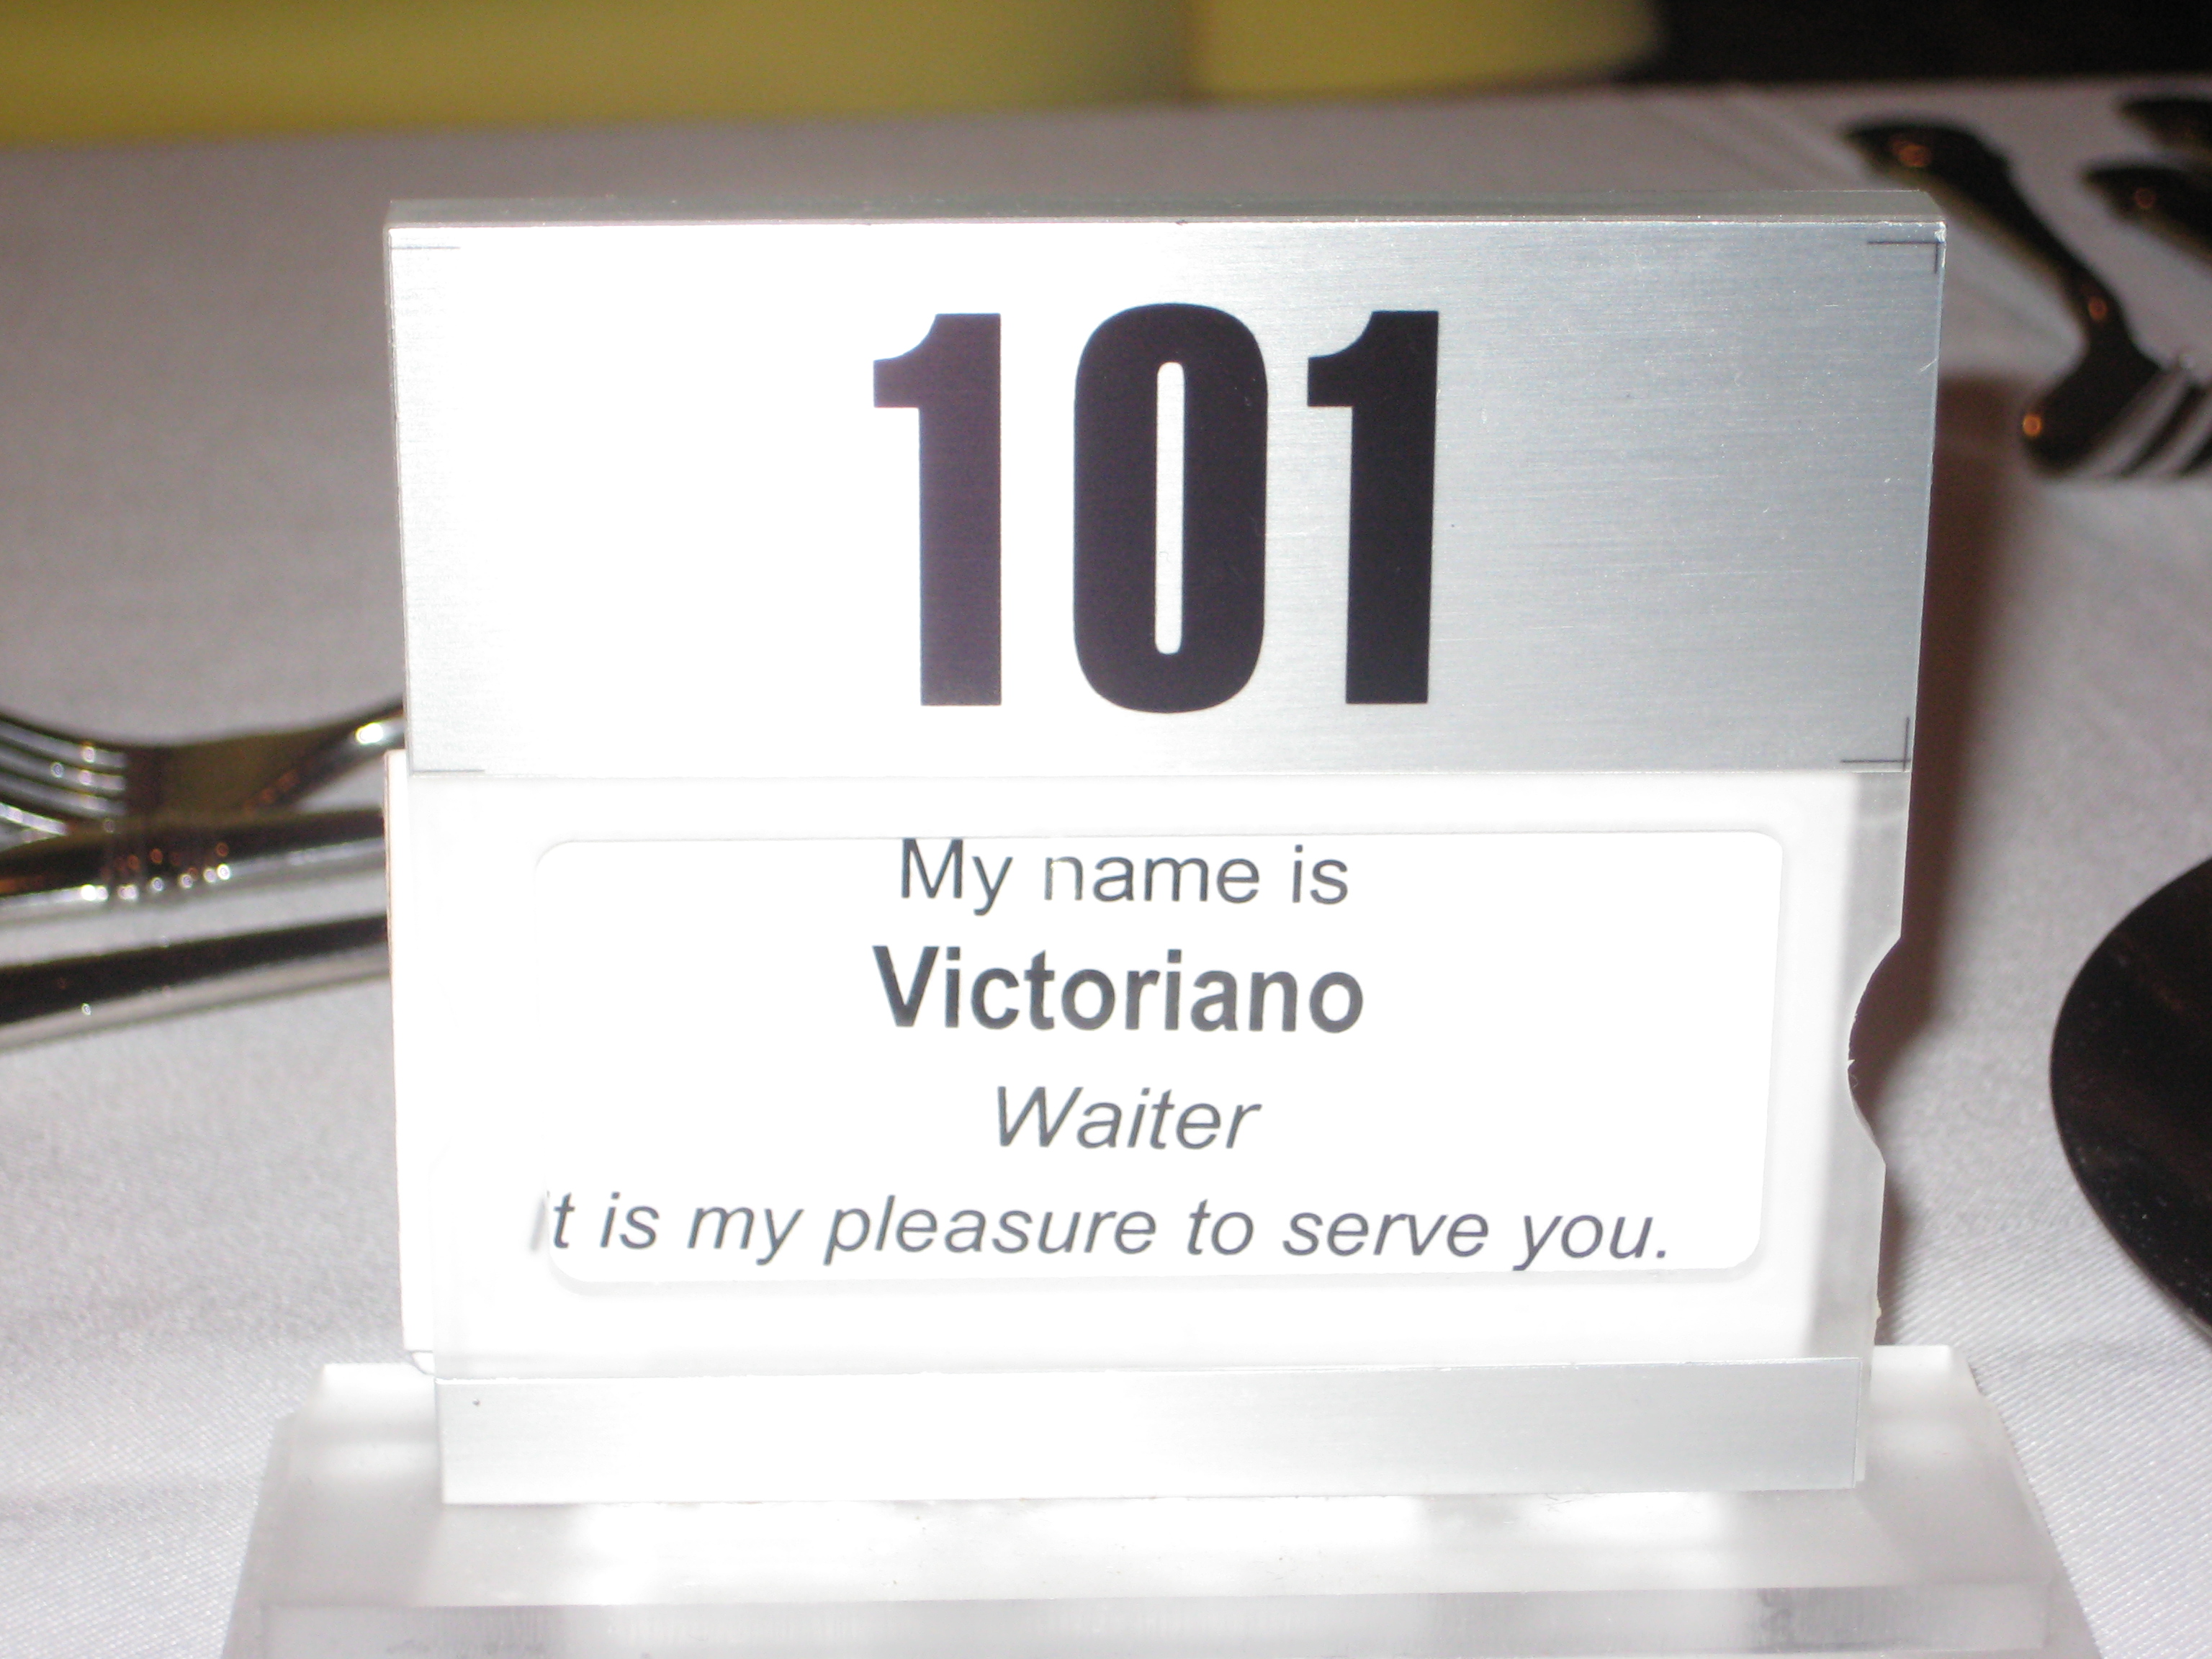 101
My name is
Victoriano
Waiter
It is my pleasure to serve you.